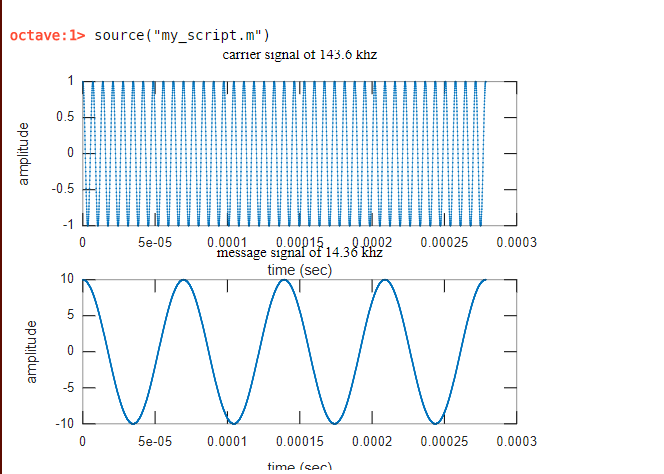 octave:1> source("my_script.m")
carrier signal of 143.6 khz
1
0.5
0
-0.5
-1
amplitude
0 5e-05 0.0001 0.00015 0.0002 0.00025 0.0003
message signal of 14.36 khz
time (sec)
10
5
0
-5
-10
amplitude
0 5e-05 0.0001 0.00015 0.0002 0.00025 0.0003
time (sec)